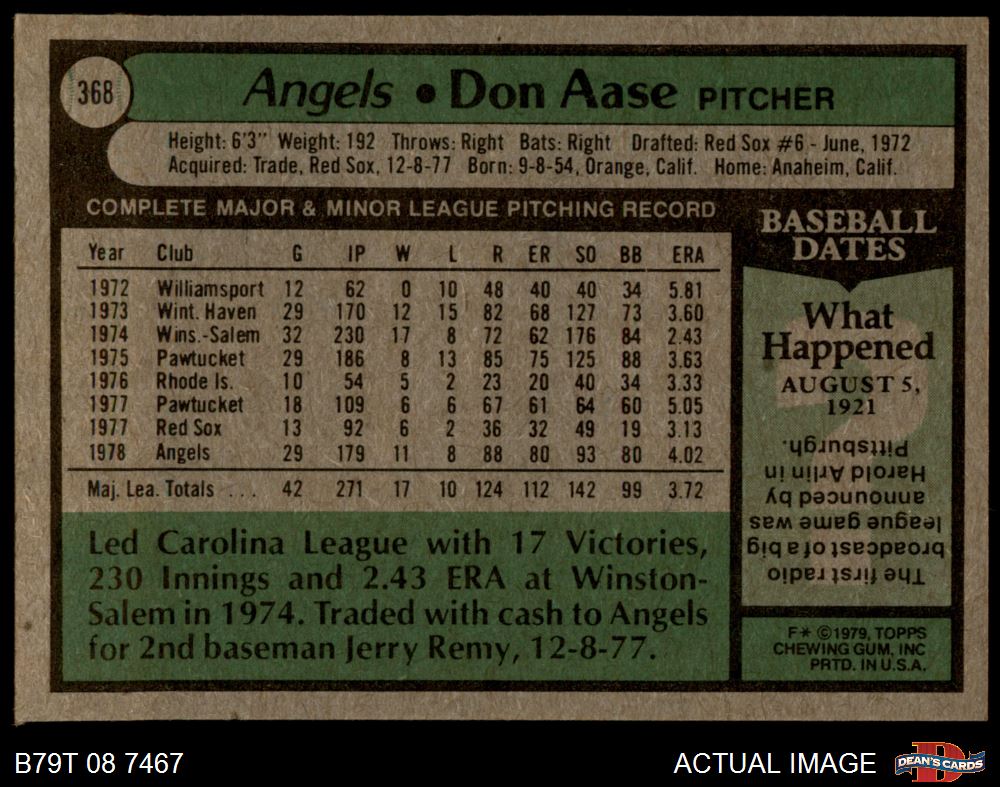 368
Angels • Don Aase PITCHER
Height: 6'3" Weight: 192 Throws: Right Bats: Right Drafted: Red Sox #6 - June, 1972
Acquired: Trade, Red Sox, 12-8-77 Born: 9-8-54, Orange, Calif. Home: Anaheim, Calif.
COMPLETE MAJOR & MINOR LEAGUE PITCHING RECORD
Year Club G IP W L R ER SO BB ERA
1972 Williamsport 12 62 0 10 48 40 40 34 5.81
1973 Wint. Haven 29 170 12 15 82 68 127 73 3.60
1974 Wins.-Salem 32 230 17 8 72 62 176 84 2.43
1975 Pawtucket 29 186 8 13 85 75 125 88 3.63
1976 Rhode Is. 10 54 5 2 23 20 40 34 3.33
1977 Pawtucket 18 109 6 6 67 61 64 60 5.05
1977 Red Sox 13 92 6 2 36 32 49 19 3.13
1978 Angels 29 179 11 8 88 80 93 80 4.02
Maj. Lea. Totals ... 42 271 17 10 124 112 142 99 3.72
Led Carolina League with 17 Victories,
230 Innings and 2.43 ERA at Winston-
Salem in 1974. Traded with cash to Angels
for 2nd baseman Jerry Remy, 12-8-77.
BASEBALL
DATES
What
Happened
AUGUST 5,
1921
The first radio
broadcast of a big
league game was
announced by
Harold Arlin in
Pittsburgh.
F* ©1979, TOPPS
CHEWING GUM, INC
PRTD. IN U.S.A.
B79T 08 7467
ACTUAL IMAGE
DEAN'S CARDS